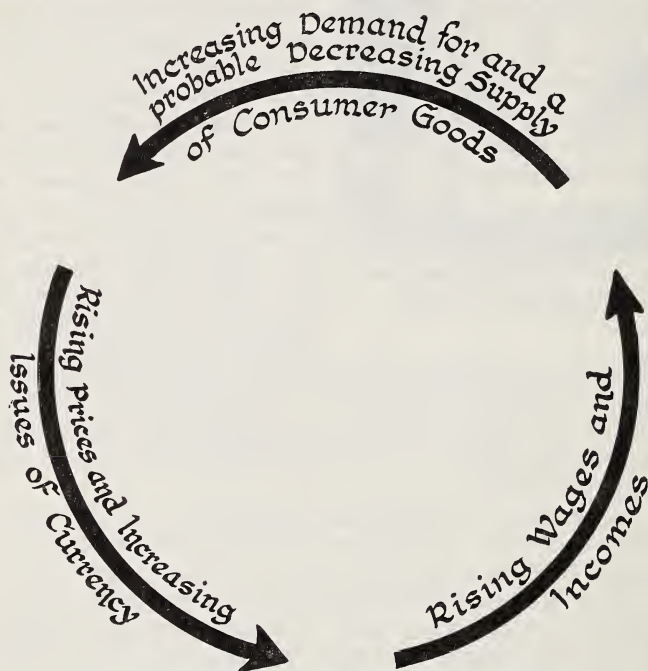 Increasing Demand for and a
probable Decreasing Supply
of Consumer Goods
Rising Prices and Increasing
Issues of Currency
Rising Wages and
Incomes